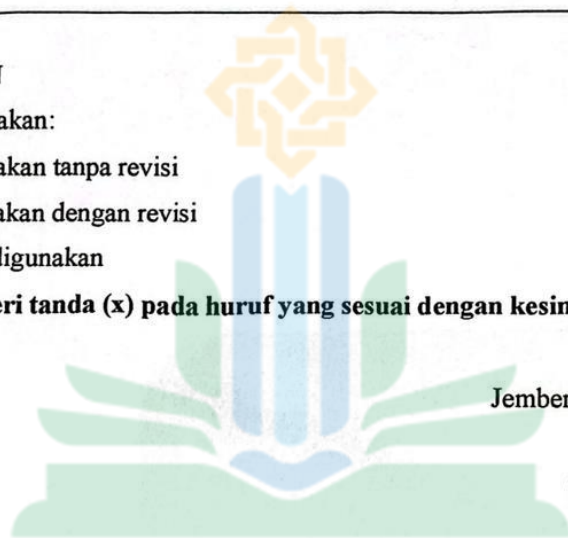 akan:
akan tanpa revisi
akan dengan revisi
digunakan
eri tanda (x) pada huruf yang sesuai dengan kesin
Jember